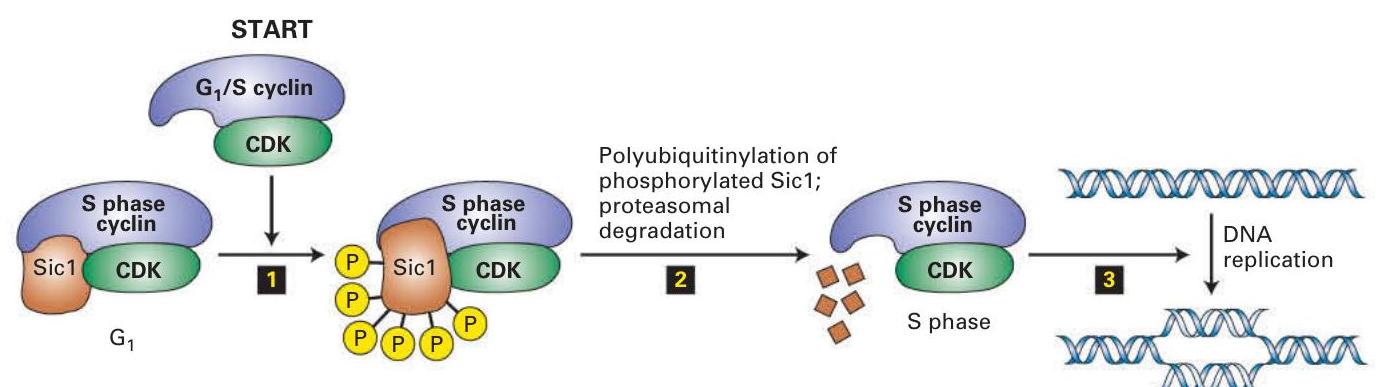 START
G₁/S cyclin
CDK
S phase
cyclin
Sic1
CDK
G₁
1
S phase
cyclin
Sic1
CDK
P
P
P
P
P
P
Polyubiquitinylation of
phosphorylated Sic1;
proteasomal
degradation
2
S phase
cyclin
CDK
S phase
3
DNA
replication